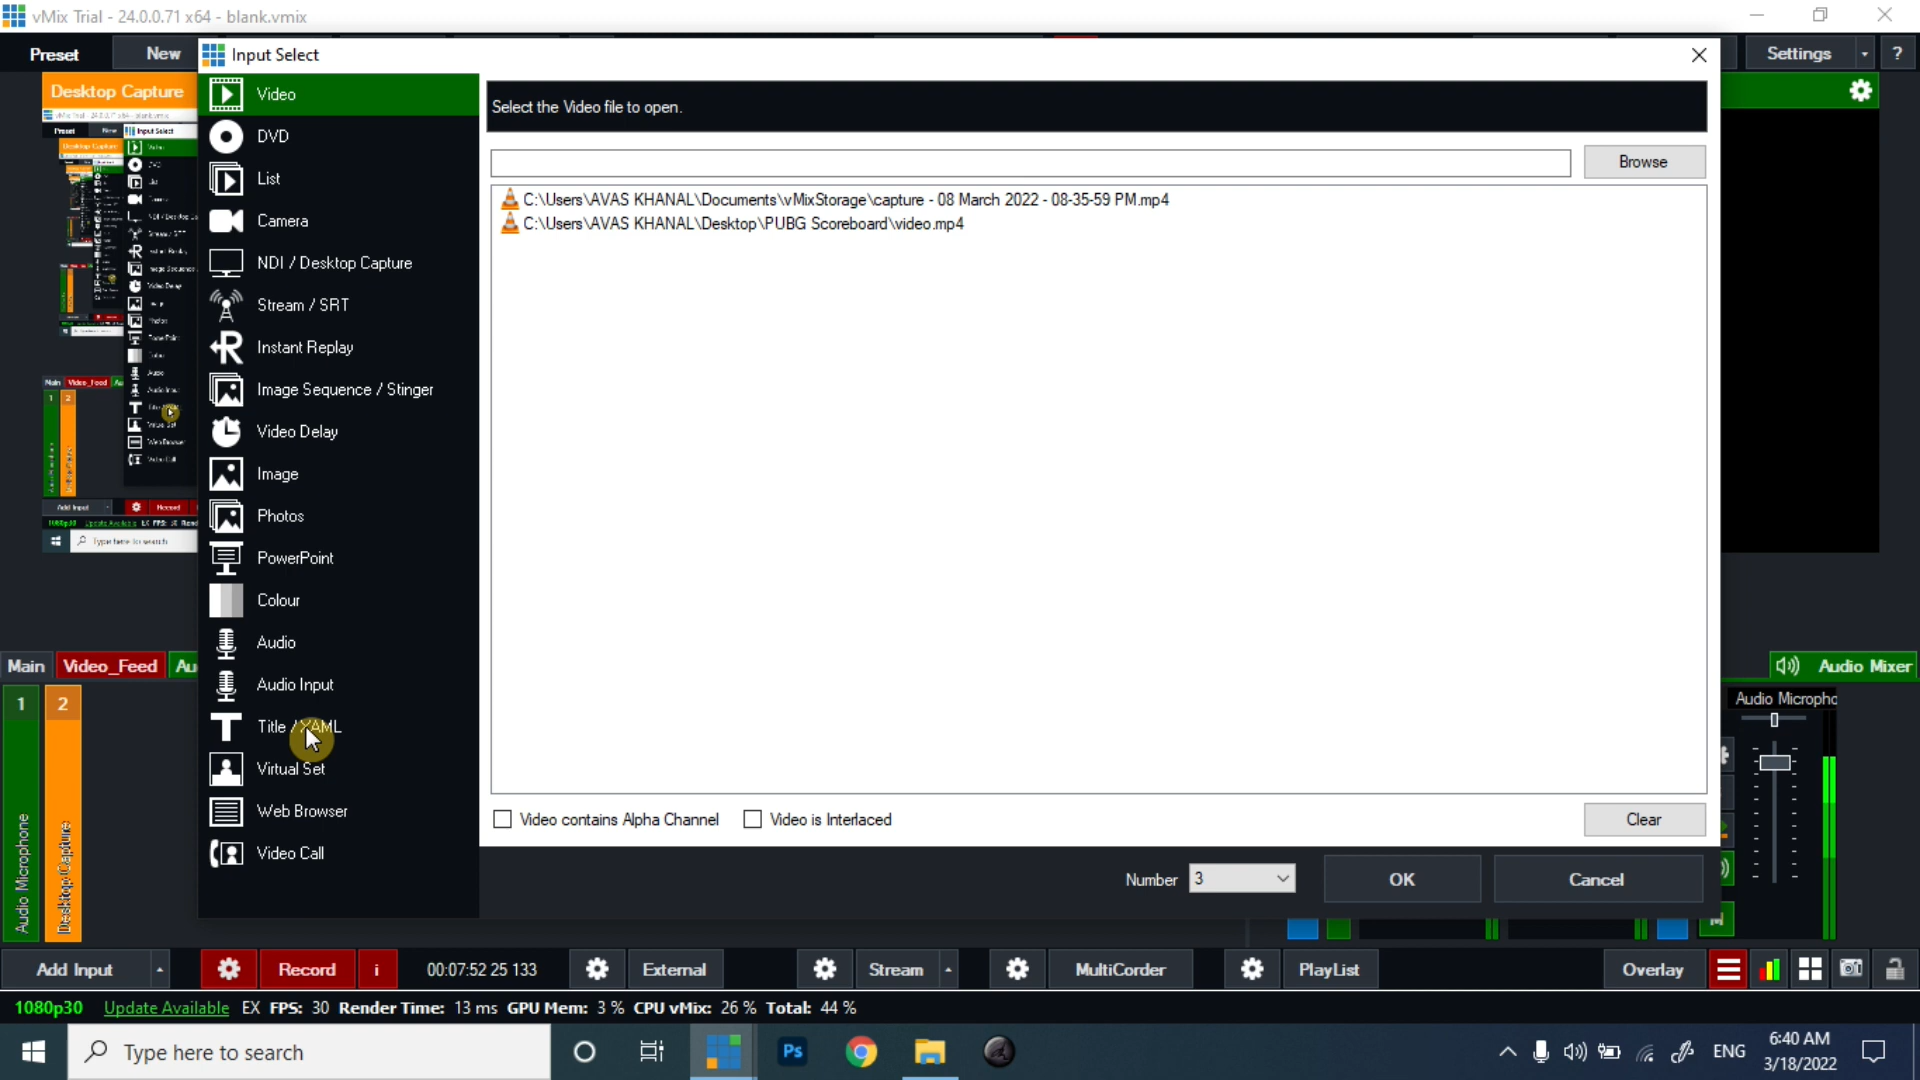 vMix Trial - 24.0.0.71 x64 - blank.vmix
Preset
New
Input Select
Settings
?
Desktop Capture
Video
DVD
List
Camera
NDI / Desktop Capture
Stream / SRT
Instant Replay
Image Sequence / Stinger
Video Delay
Image
Photos
PowerPoint
Colour
Audio
Audio Input
Title / XAML
Virtual Set
Web Browser
Video Call
Select the Video file to open.
Browse
C:\Users\AVAS KHANAL\Documents\vMixStorage\capture - 08 March 2022 - 08-35-59 PM.mp4
C:\Users\AVAS KHANAL\Desktop\PUBG Scoreboard\video.mp4
Video contains Alpha Channel
Video is Interlaced
Clear
Number 3
OK
Cancel
Main
Video_Feed
Au
1
2
Audio Microphone
Desktop Capture
Audio Mixer
Audio Micropho
M
Add Input
Record
i
00:07:52 25 133
External
Stream
MultiCorder
PlayList
Overlay
1080p30 Update Available EX FPS: 30 Render Time: 13 ms GPU Mem: 3 % CPU vMix: 26 % Total: 44 %
Type here to search
Ps
ENG
6:40 AM
3/18/2022